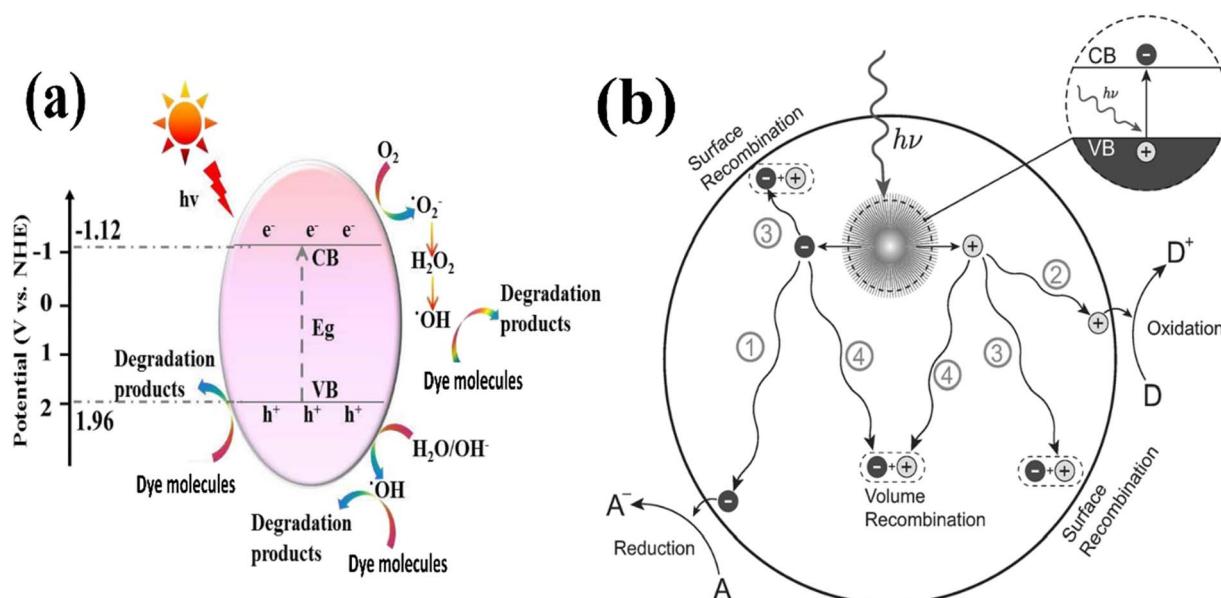 (a)
hv
Potential (V vs. NHE)
-1.12
-1
0
1
2
1.96
O₂
·O₂⁻
H₂O₂
·OH
e⁻ e⁻ e⁻
CB
Eg
VB
h⁺ h⁺ h⁺
Degradation
products
Dye molecules
Degradation
products
Dye molecules
H₂O/OH⁻
·OH
Degradation
products
Dye molecules
(b)
hν
CB
−
hν
VB
+
Surface
Recombination
− + +
③
−
+
②
+
D⁺
Oxidation
D
①
④
④
③
− + +
Volume
Recombination
− + +
Surface
Recombination
−
A⁻
Reduction
A